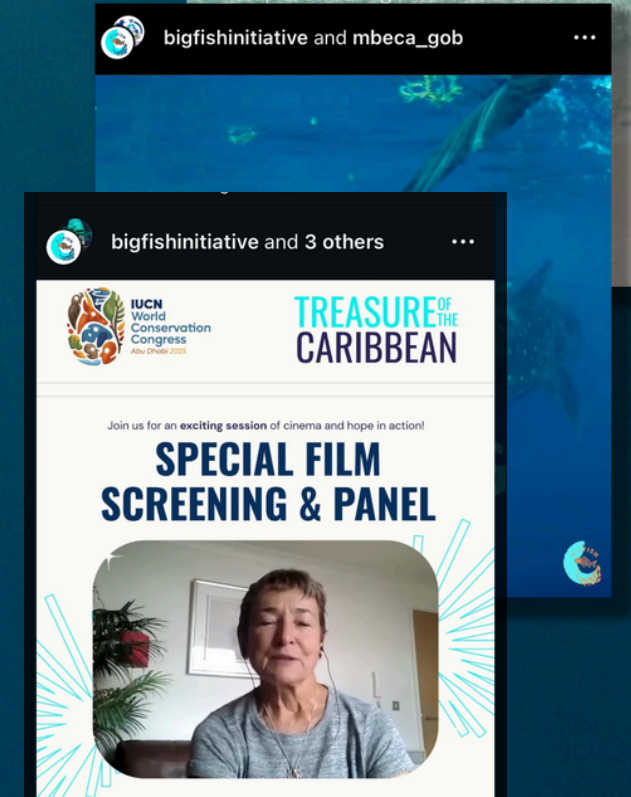 bigfishinitiative and mbeca_gob
bigfishinitiative and 3 others
IUCN
World
Conservation
Congress
Abu Dhabi 2025
TREASURE OF THE
CARIBBEAN
Join us for an exciting session of cinema and hope in action!
SPECIAL FILM
SCREENING & PANEL